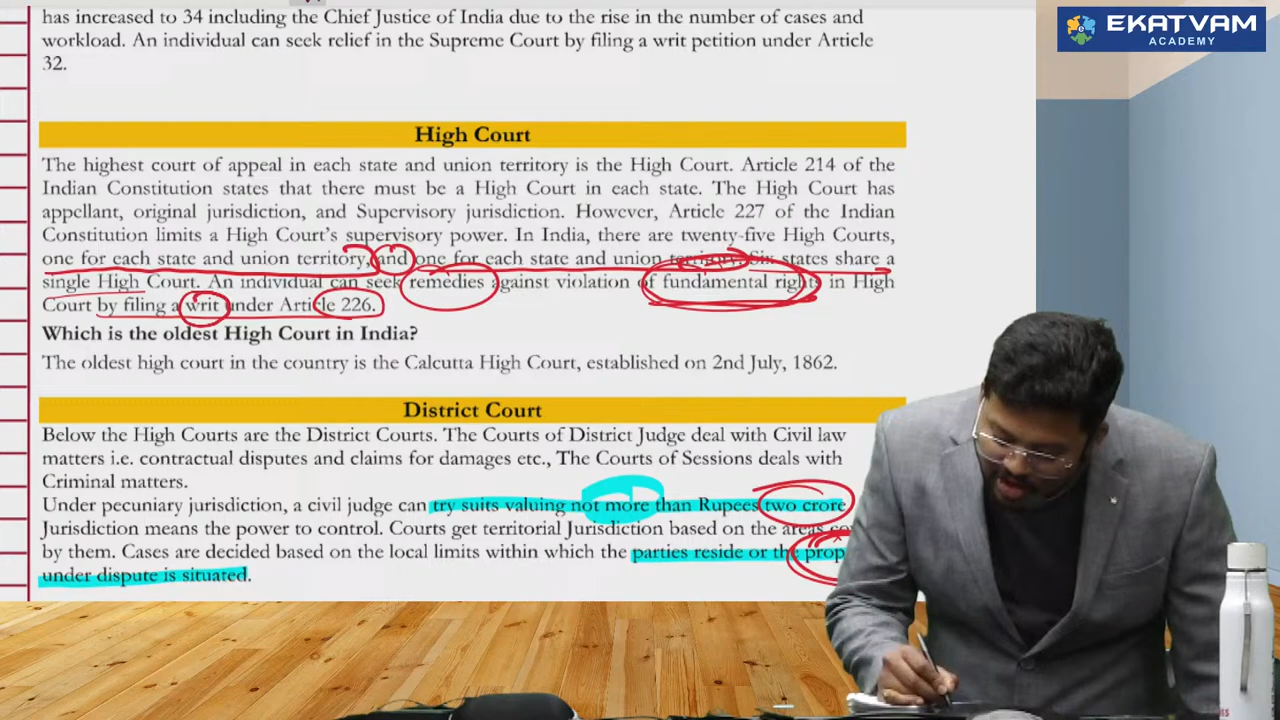 has increased to 34 including the Chief Justice of India due to the rise in the number of cases and
workload. An individual can seek relief in the Supreme Court by filing a writ petition under Article
32.
EKATVAM
ACADEMY
High Court
The highest court of appeal in each state and union territory is the High Court. Article 214 of the
Indian Constitution states that there must be a High Court in each state. The High Court has
appellant, original jurisdiction, and Supervisory jurisdiction. However, Article 227 of the Indian
Constitution limits a High Court's supervisory power. In India, there are twenty-five High Courts,
one for each state and union territory, and one for each state and union territory. Six states share a
single High Court. An individual can seek remedies against violation of fundamental rights in High
Court by filing a writ under Article 226.
Which is the oldest High Court in India?
The oldest high court in the country is the Calcutta High Court, established on 2nd July, 1862.
District Court
Below the High Courts are the District Courts. The Courts of District Judge deal with Civil law
matters i.e. contractual disputes and claims for damages etc., The Courts of Sessions deals with
Criminal matters.
Under pecuniary jurisdiction, a civil judge can try suits valuing not more than Rupees two crore
Jurisdiction means the power to control. Courts get territorial Jurisdiction based on the areas
by them. Cases are decided based on the local limits within which the parties reside or the prop
under dispute is situated.